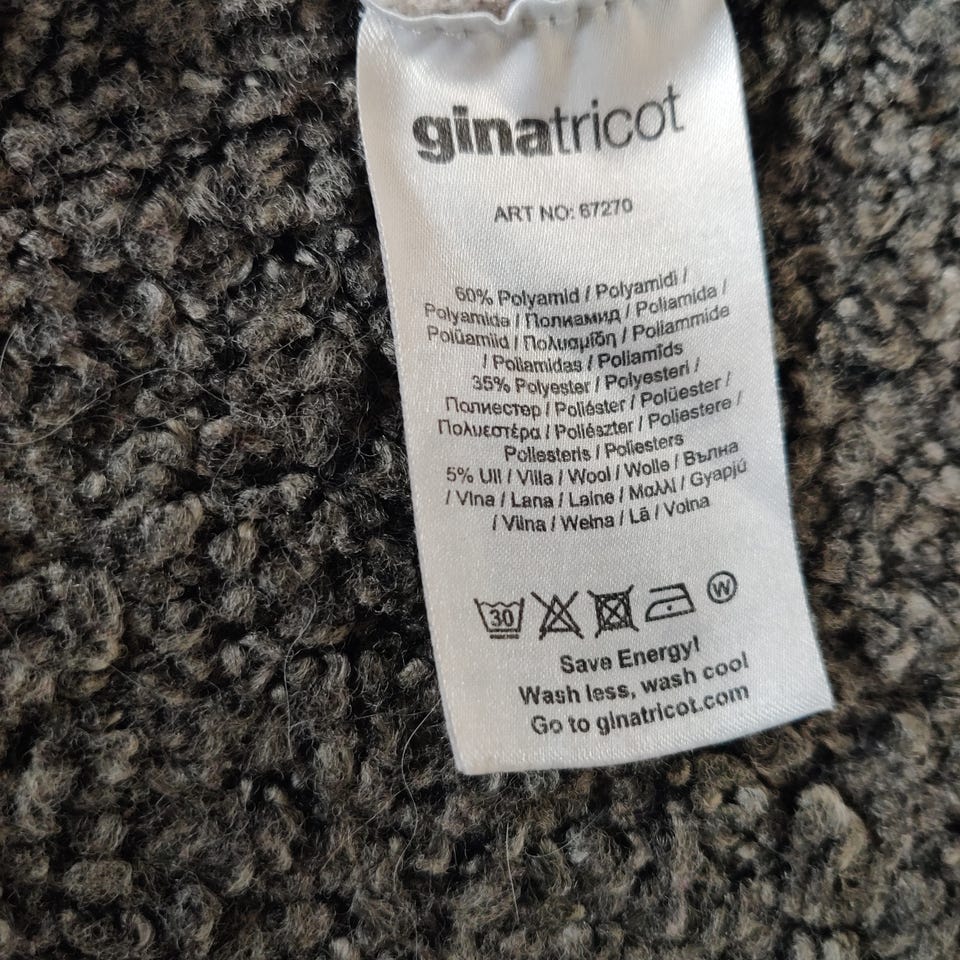 ginatricot
ART NO: 67270
60% Polyamid / Polyamidi /
Polyamide / Полиамид / Poliamida /
Polüamiid / Πολυαμίδη / Poliammide
/ Poliamidas / Poliamīds
35% Polyester / Polyesteri /
Полиестер / Poliéster / Polüester /
Πολυεστέρα / Poliészter / Poliestere /
Poliesteris / Poliesters
5% Ull / Villa / Wool / Wolle / Вълна
/ Vlna / Lana / Laine / Μαλλί / Gyapjú
/ Vilna / Wełna / Lã / Volna
30
W
Save Energy!
Wash less, wash cool
Go to ginatricot.com